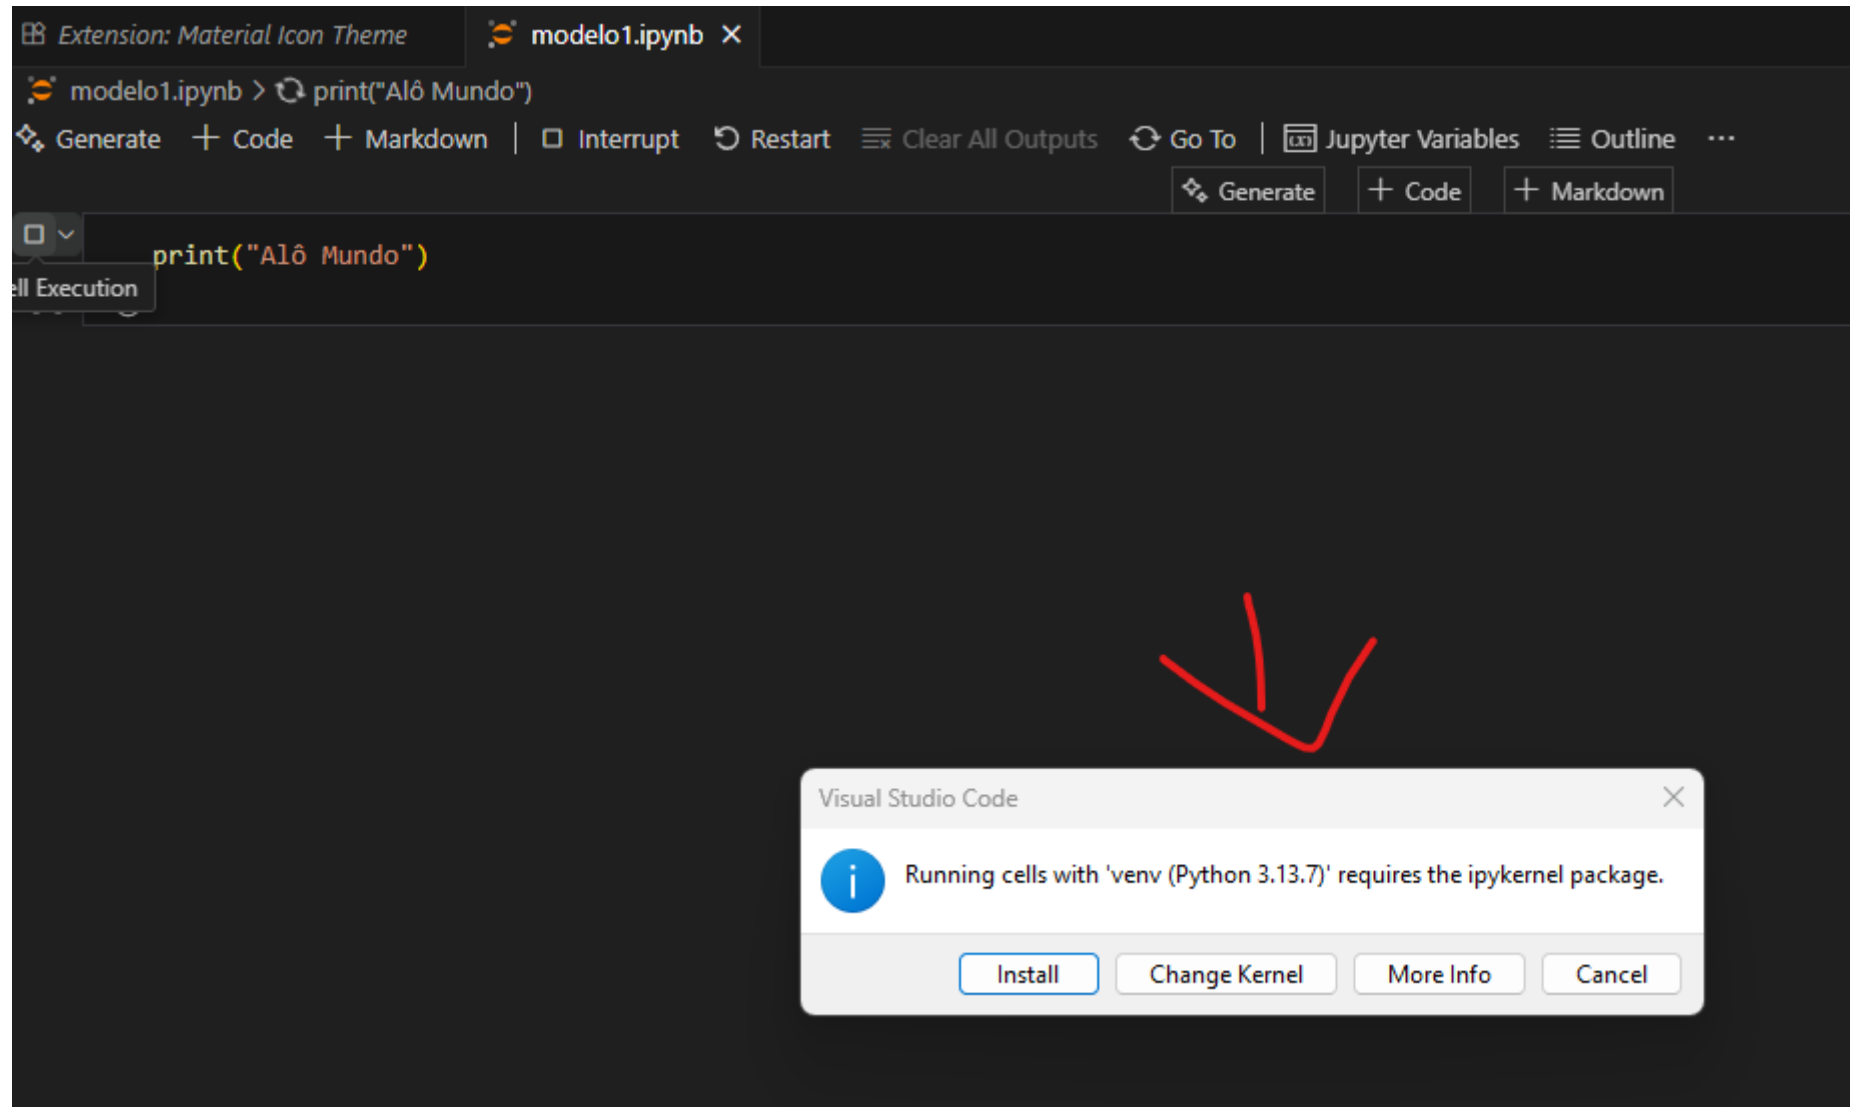 Extension: Material Icon Theme
modelo1.ipynb
modelo1.ipynb > print("Alô Mundo")
Generate + Code + Markdown | Interrupt Restart Clear All Outputs Go To | Jupyter Variables Outline ...
Generate + Code + Markdown
print("Alô Mundo")
ell Execution
Visual Studio Code
Running cells with 'venv (Python 3.13.7)' requires the ipykernel package.
Install Change Kernel More Info Cancel